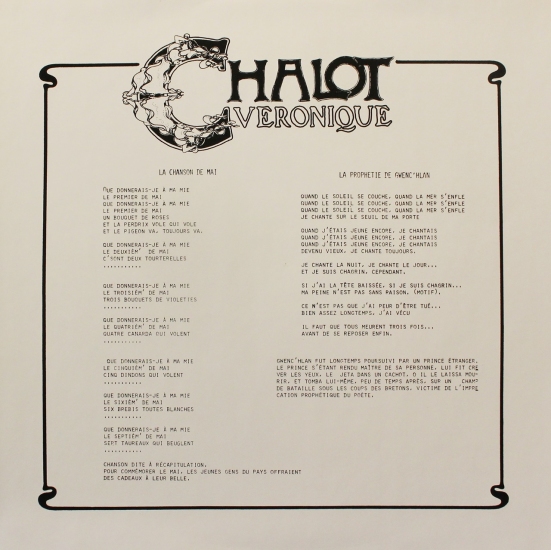 CHALOT
VERONIQUE
LA CHANSON DE MAI
QUE DONNERAIS-JE À MA MIE
LE PREMIER DE MAI
QUE DONNERAIS-JE À MA MIE
LE PREMIER DE MAI
UN BOUQUET DE ROSES
ET LA PERDRIX VOLE QUI VOLE
ET LE PIGEON VA, TOUJOURS VA.
QUE DONNERAIS-JE À MA MIE
LE DEUXIÈM' DE MAI
C'SONT DEUX TOURTERELLES
...........
QUE DONNERAIS-JE À MA MIE
LE TROISIÈM' DE MAI
TROIS BOUQUETS DE VIOLETTES
...........
QUE DONNERAIS-JE À MA MIE
LE QUATRIÈM' DE MAI
QUATRE CANARDS QUI VOLENT
...........
QUE DONNERAIS-JE À MA MIE
LE CINQUIÈM' DE MAI
CINQ DINDONS QUI VOLENT
...........
QUE DONNERAIS-JE À MA MIE
LE SIXIÈM' DE MAI
SIX BREBIS TOUTES BLANCHES
...........
QUE DONNERAIS-JE À MA MIE
LE SEPTIÈM' DE MAI
SEPT TAUREAUX QUI BEUGLENT
...........
CHANSON DITE À RÉCAPITULATION.
POUR COMMÉMORER LE MAI, LES JEUNES GENS DU PAYS OFFRAIENT
DES CADEAUX À LEUR BELLE.
LA PROPHETIE DE GWENC'HLAN
QUAND LE SOLEIL SE COUCHE, QUAND LA MER S'ENFLE
QUAND LE SOLEIL SE COUCHE, QUAND LA MER S'ENFLE
QUAND LE SOLEIL SE COUCHE, QUAND LA MER S'ENFLE
JE CHANTE SUR LE SEUIL DE MA PORTE
QUAND J'ÉTAIS JEUNE ENCORE, JE CHANTAIS
QUAND J'ÉTAIS JEUNE ENCORE, JE CHANTAIS
QUAND J'ÉTAIS JEUNE ENCORE, JE CHANTAIS
DEVENU VIEUX, JE CHANTE TOUJOURS.
JE CHANTE LA NUIT, JE CHANTE LE JOUR...
ET JE SUIS CHAGRIN, CEPENDANT.
SI J'AI LA TÊTE BAISSÉE, SI JE SUIS CHAGRIN...
MA PEINE N'EST PAS SANS RAISON. (MOTIF).
CE N'EST PAS QUE J'AI PEUR D'ÊTRE TUÉ...
BIEN ASSEZ LONGTEMPS, J'AI VÉCU
IL FAUT QUE TOUS MEURENT TROIS FOIS...
AVANT DE SE REPOSER ENFIN.
GWENC'HLAN FUT LONGTEMPS POURSUIVI PAR UN PRINCE ÉTRANGER.
LE PRINCE S'ÉTANT RENDU MAÎTRE DE SA PERSONNE, LUI FIT CRE
VER LES YEUX, LE JETA DANS UN CACHOT, O IL LE LAISSA MOU-
RIR, ET TOMBA LUI-MÊME, PEU DE TEMPS APRÈS, SUR UN CHAMP
DE BATAILLE SOUS LES COUPS DES BRETONS, VICTIME DE L'IMPRE
CATION PROPHÉTIQUE DU POÈTE.